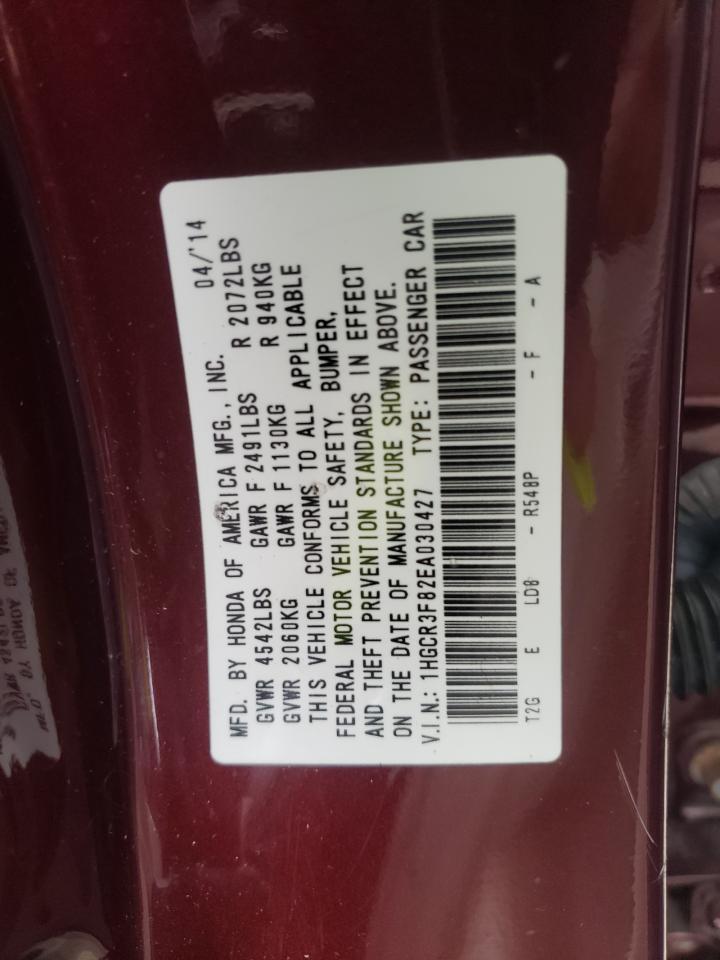 MFD. BY HONDA OF AMERICA MFG., INC. 04/'14
GVWR 4542LBS GAWR F 2491LBS R 2072LBS
GVWR 2060KG GAWR F 1130KG R 940KG
THIS VEHICLE CONFORMS TO ALL APPLICABLE
FEDERAL MOTOR VEHICLE SAFETY, BUMPER,
AND THEFT PREVENTION STANDARDS IN EFFECT
ON THE DATE OF MANUFACTURE SHOWN ABOVE.
V.I.N.: 1HGCR3F82EA030427 TYPE: PASSENGER CAR
T2G E LD8 - R548P - F - A